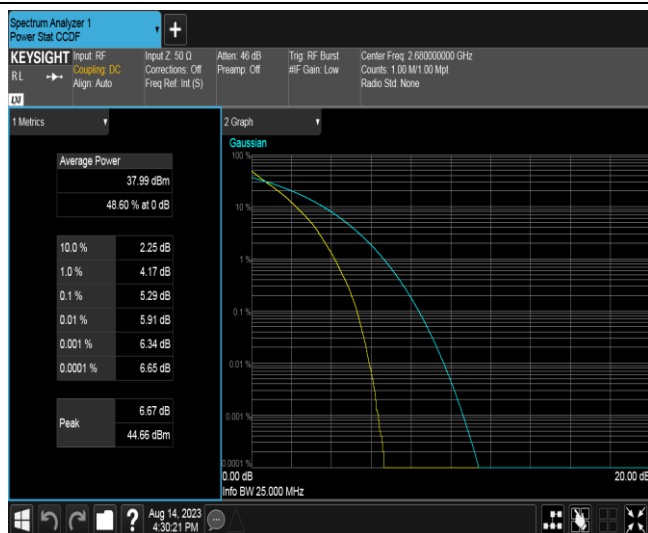 Spectrum Analyzer 1
Power Stat CCDF
+
KEYSIGHT
RL
LXI
Input: RF
Coupling: DC
Align: Auto
Input Z: 50 Ω
Corrections: Off
Freq Ref: Int (S)
Atten: 46 dB
Preamp: Off
Trig: RF Burst
#IF Gain: Low
Center Freq: 2.680000000 GHz
Counts: 1.00 M/1.00 Mpt
Radio Std: None
1 Metrics
Average Power
37.99 dBm
48.60 % at 0 dB
10.0 % 2.25 dB
1.0 % 4.17 dB
0.1 % 5.29 dB
0.01 % 5.91 dB
0.001 % 6.34 dB
0.0001 % 6.65 dB
Peak
6.67 dB
44.66 dBm
2 Graph
Gaussian
100 %
10 %
1 %
0.1 %
0.01 %
0.001 %
0.0001 %
0.00 dB
20.00 dB
Info BW 25.000 MHz
?
Aug 14, 2023
4:30:21 PM